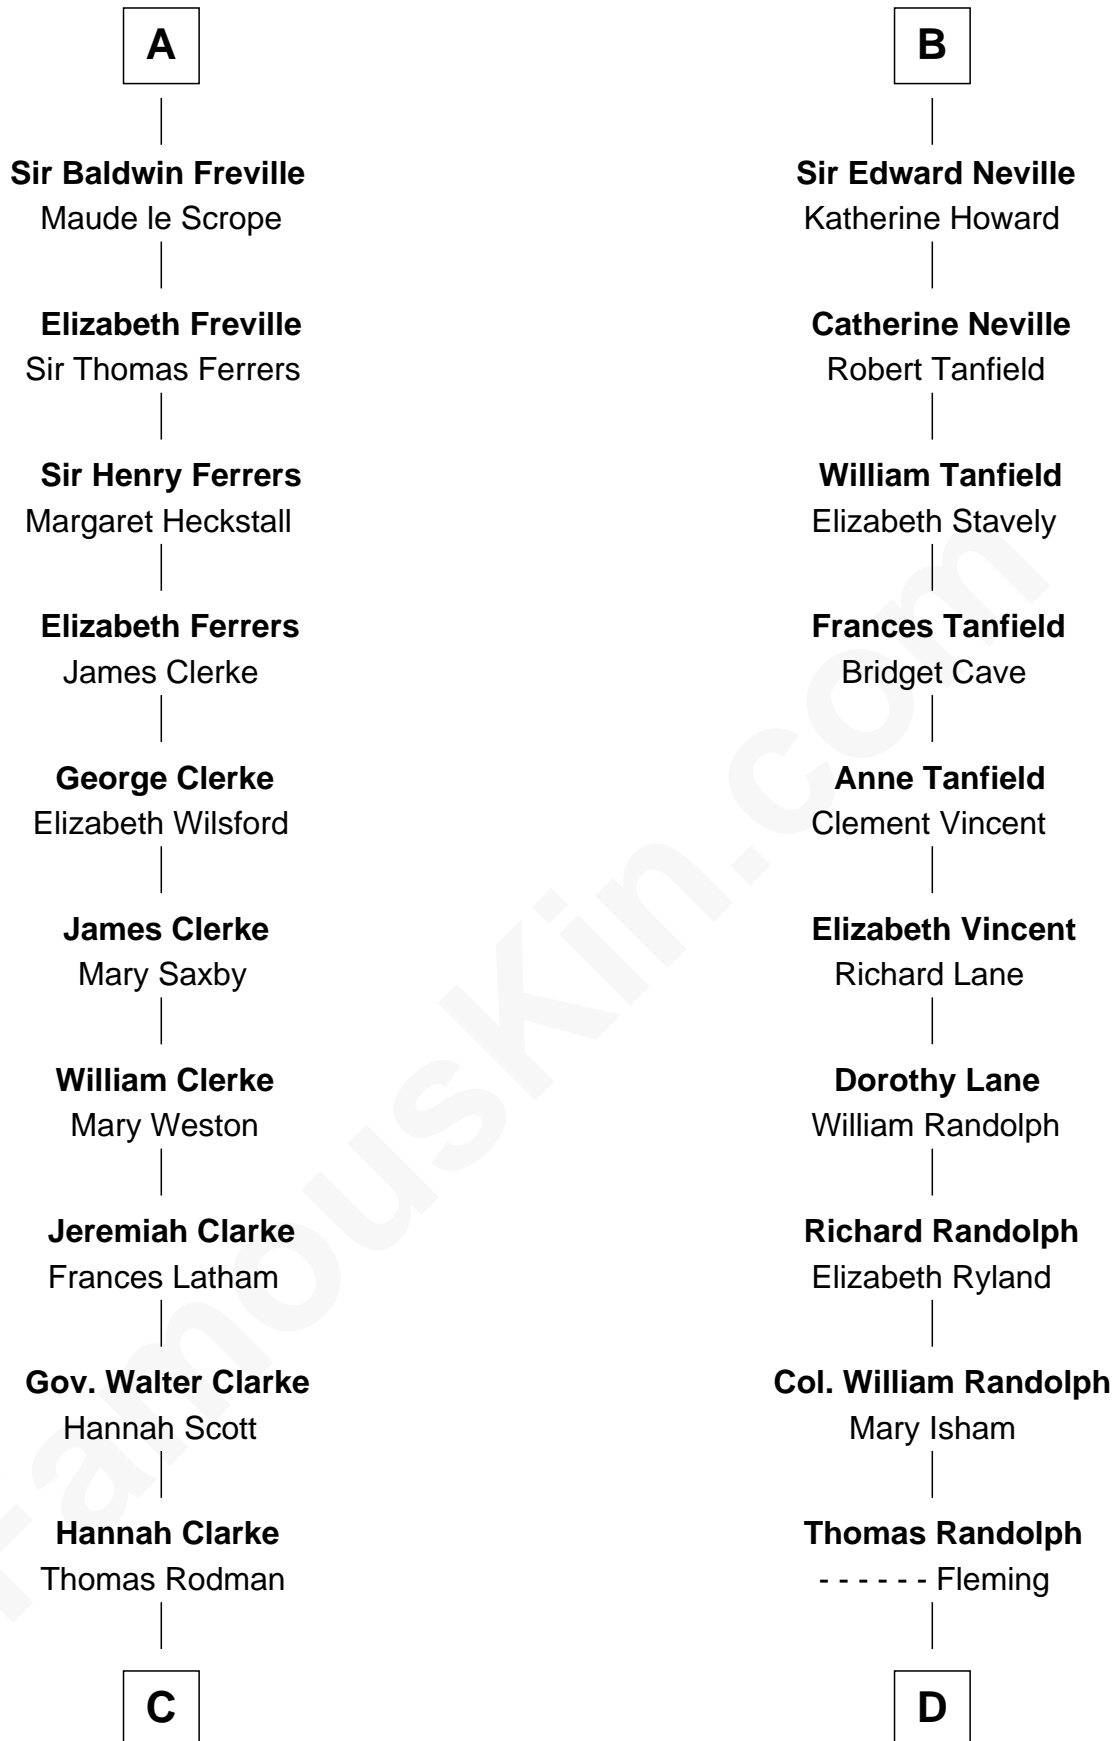 A
Sir Baldwin Freville
Maude le Scrope
Elizabeth Freville
Sir Thomas Ferrers
Sir Henry Ferrers
Margaret Heckstall
Elizabeth Ferrers
James Clerke
George Clerke
Elizabeth Wilsford
James Clerke
Mary Saxby
William Clerke
Mary Weston
Jeremiah Clarke
Frances Latham
Gov. Walter Clarke
Hannah Scott
Hannah Clarke
Thomas Rodman
C
B
Sir Edward Neville
Katherine Howard
Catherine Neville
Robert Tanfield
William Tanfield
Elizabeth Stavely
Frances Tanfield
Bridget Cave
Anne Tanfield
Clement Vincent
Elizabeth Vincent
Richard Lane
Dorothy Lane
William Randolph
Richard Randolph
Elizabeth Ryland
Col. William Randolph
Mary Isham
Thomas Randolph
- - - - - - Fleming
D
FamousKin.com